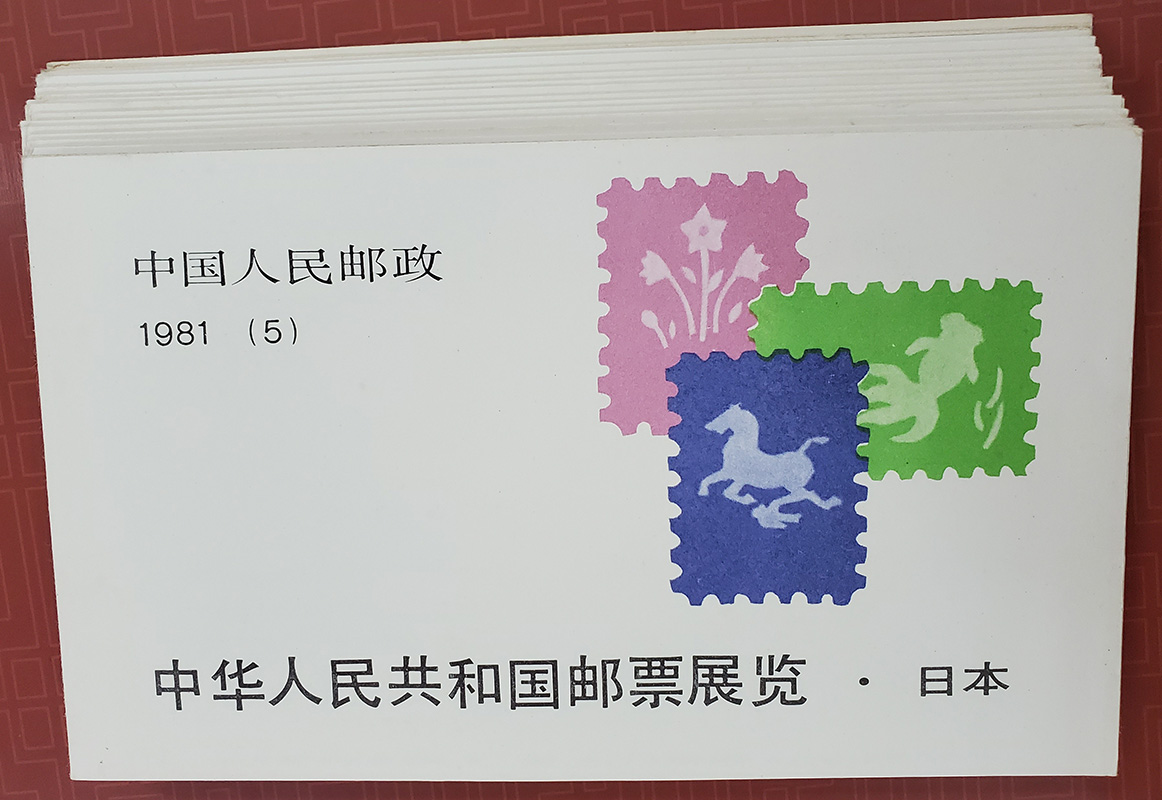 中国人民邮政
1981 (5)
中华人民共和国邮票展览 · 日本